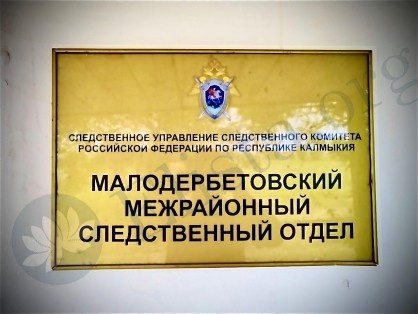 СЛЕДСТВЕННОЕ УПРАВЛЕНИЕ СЛЕДСТВЕННОГО КОМИТЕТА
РОССИЙСКОЙ ФЕДЕРАЦИИ ПО РЕСПУБЛИКЕ КАЛМЫКИЯ
МАЛОДЕРБЕТОВСКИЙ
МЕЖРАЙОННЫЙ
СЛЕДСТВЕННЫЙ ОТДЕЛ